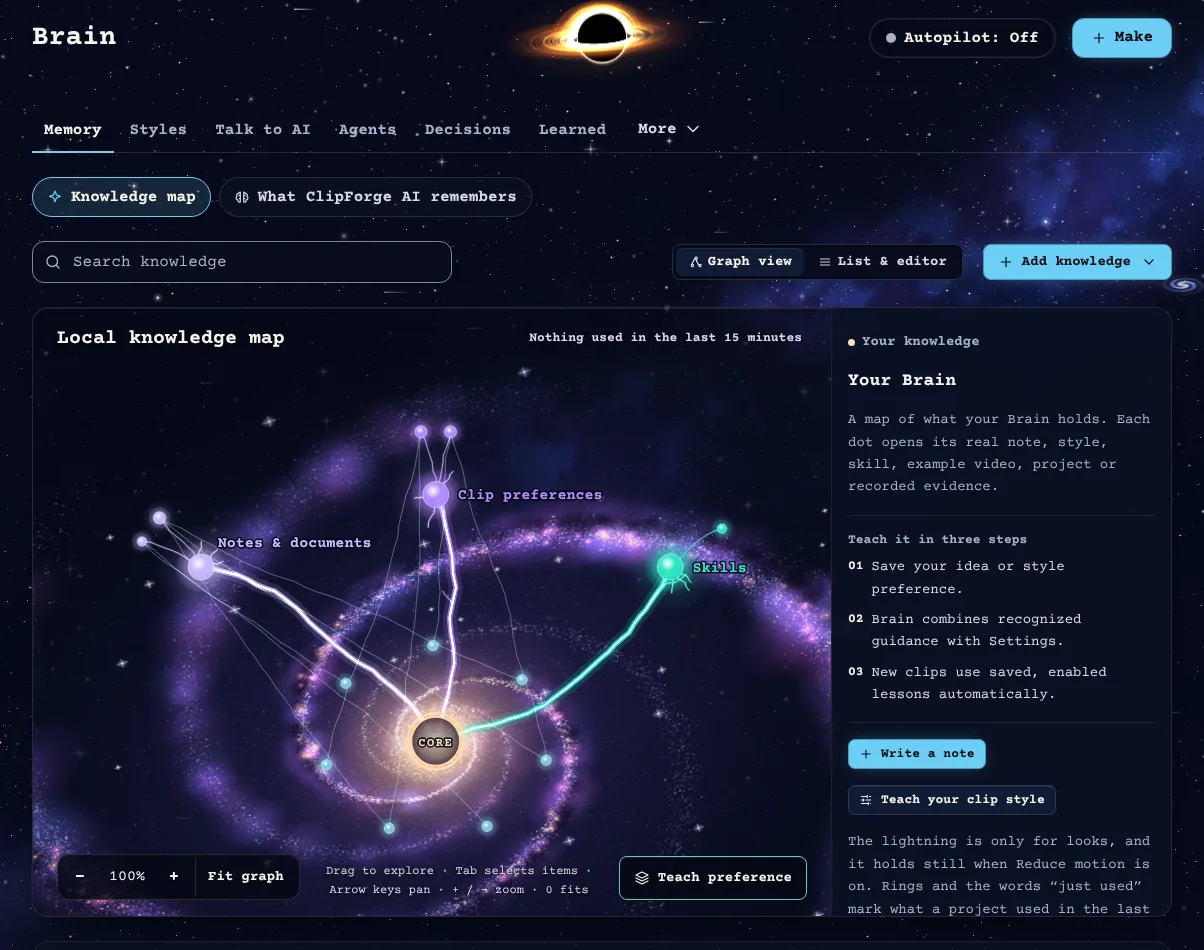 Brain
Autopilot: Off
+ Make
Memory
Styles
Talk to AI
Agents
Decisions
Learned
More
Knowledge map
What ClipForge AI remembers
Search knowledge
Graph view
List & editor
+ Add knowledge
Local knowledge map
Nothing used in the last 15 minutes
Clip preferences
Notes & documents
Skills
CORE
− 100% +
Fit graph
Drag to explore · Tab selects items ·
Arrow keys pan · + / − zoom · 0 fits
Teach preference
Your knowledge
Your Brain
A map of what your Brain holds. Each
dot opens its real note, style,
skill, example video, project or
recorded evidence.
Teach it in three steps
01 Save your idea or style
preference.
02 Brain combines recognized
guidance with Settings.
03 New clips use saved, enabled
lessons automatically.
+ Write a note
Teach your clip style
The lightning is only for looks, and
it holds still when Reduce motion is
on. Rings and the words “just used”
mark what a project used in the last